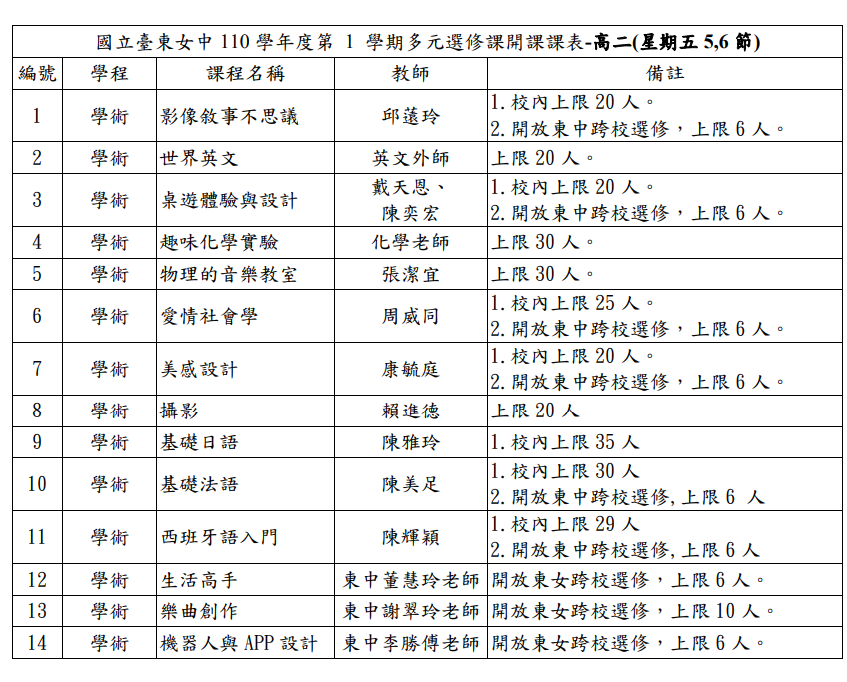 國立臺東女中 110 學年度第 1 學期多元選修課開課課表-高二(星期五 5,6 節)
編號 學程 課程名稱 教師 備註
1 學術 影像敘事不思議 邱薳玲 1.校內上限 20 人。
2.開放東中跨校選修，上限 6 人。
2 學術 世界英文 英文外師 上限 20 人。
3 學術 桌遊體驗與設計 戴天恩、
陳奕宏 1.校內上限 20 人。
2.開放東中跨校選修，上限 6 人。
4 學術 趣味化學實驗 化學老師 上限 30 人。
5 學術 物理的音樂教室 張潔宜 上限 30 人。
6 學術 愛情社會學 周威同 1.校內上限 25 人。
2.開放東中跨校選修，上限 6 人。
7 學術 美感設計 康毓庭 1.校內上限 20 人。
2.開放東中跨校選修，上限 6 人。
8 學術 攝影 賴進德 上限 20 人
9 學術 基礎日語 陳雅玲 1.校內上限 35 人
10 學術 基礎法語 陳美足 1.校內上限 30 人
2.開放東中跨校選修,上限 6 人
11 學術 西班牙語入門 陳輝穎 1.校內上限 29 人
2.開放東中跨校選修,上限 6 人
12 學術 生活高手 東中董慧玲老師 開放東女跨校選修，上限 6 人。
13 學術 樂曲創作 東中謝翠玲老師 開放東女跨校選修，上限 10 人。
14 學術 機器人與 APP 設計 東中李勝傅老師 開放東女跨校選修，上限 6 人。